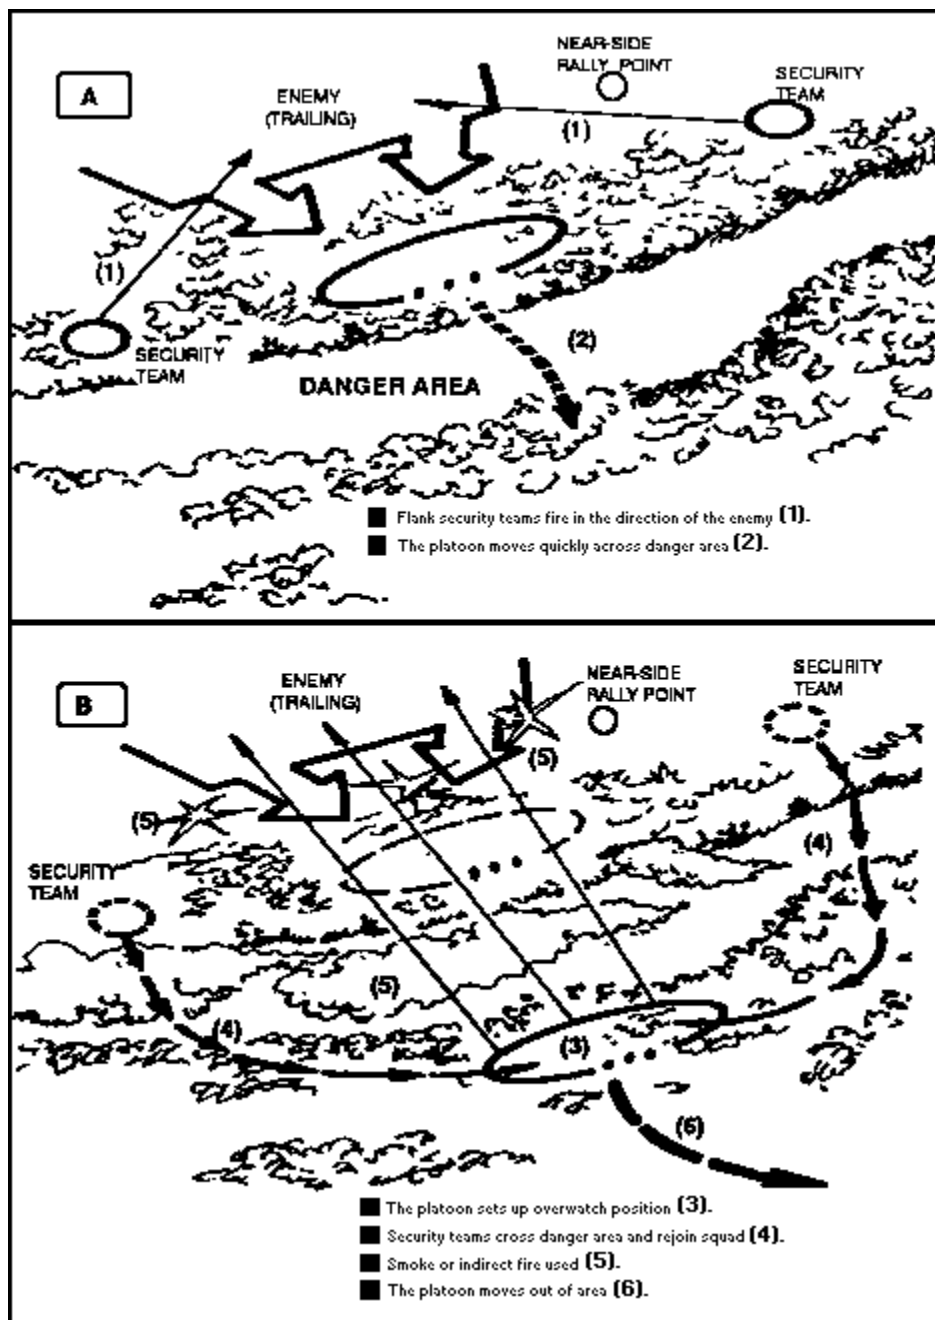 A
NEAR-SIDE
RALLY POINT
SECURITY
TEAM
ENEMY
(TRAILING)
(1)
(1)
SECURITY
TEAM
(2)
DANGER AREA
Flank security teams fire in the direction of the enemy (1).
The platoon moves quickly across danger area (2).
B
ENEMY
(TRAILING)
NEAR-SIDE
RALLY POINT
SECURITY
TEAM
(5)
(5)
(4)
SECURITY
TEAM
(5)
(4)
(3)
(6)
The platoon sets up overwatch position (3).
Security teams cross danger area and rejoin squad (4).
Smoke or indirect fire used (5).
The platoon moves out of area (6).